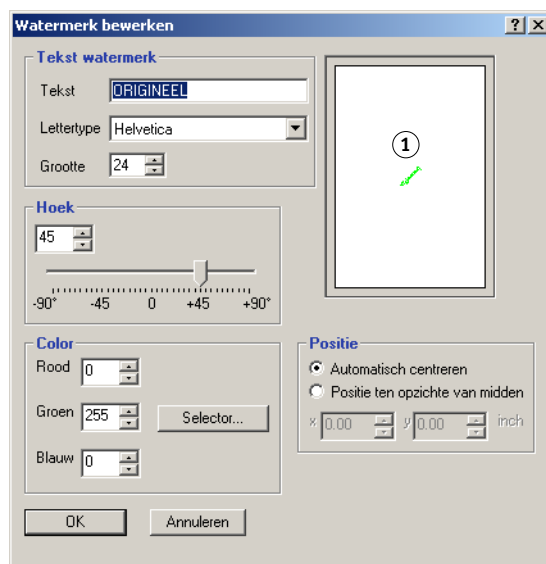 Watermerk bewerken
Tekst watermerk
Tekst ORIGINEEL
Lettertype Helvetica
Grootte 24
1
Hoek
45
-90° -45 0 +45 +90°
Color
Rood 0
Groen 255 Selector...
Blauw 0
Positie
Automatisch centreren
Positie ten opzichte van midden
x 0.00 y 0.00 inch
OK Annuleren